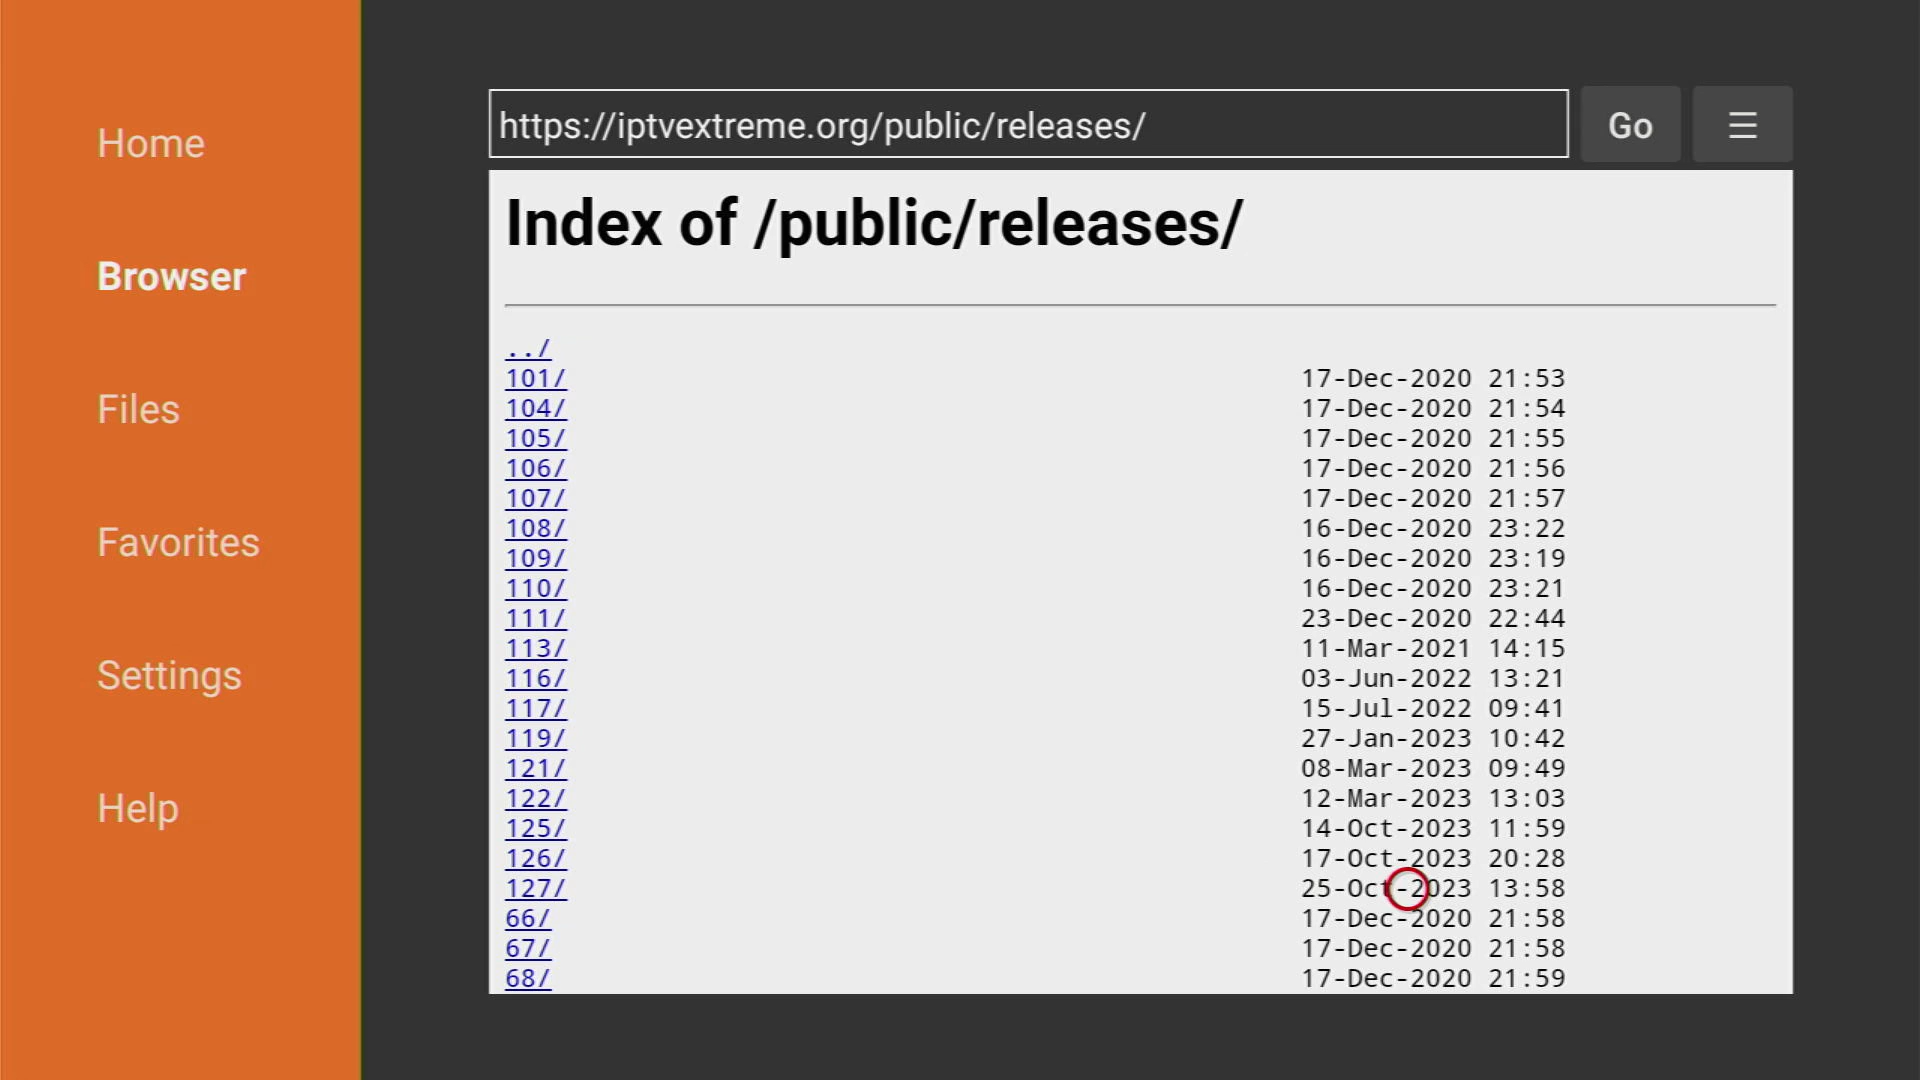 Home
Browser
Files
Favorites
Settings
Help
https://iptvextreme.org/public/releases/
Go
☰
Index of /public/releases/
../
101/ 17-Dec-2020 21:53
104/ 17-Dec-2020 21:54
105/ 17-Dec-2020 21:55
106/ 17-Dec-2020 21:56
107/ 17-Dec-2020 21:57
108/ 16-Dec-2020 23:22
109/ 16-Dec-2020 23:19
110/ 16-Dec-2020 23:21
111/ 23-Dec-2020 22:44
113/ 11-Mar-2021 14:15
116/ 03-Jun-2022 13:21
117/ 15-Jul-2022 09:41
119/ 27-Jan-2023 10:42
121/ 08-Mar-2023 09:49
122/ 12-Mar-2023 13:03
125/ 14-Oct-2023 11:59
126/ 17-Oct-2023 20:28
127/ 25-Oct-2023 13:58
66/ 17-Dec-2020 21:58
67/ 17-Dec-2020 21:58
68/ 17-Dec-2020 21:59